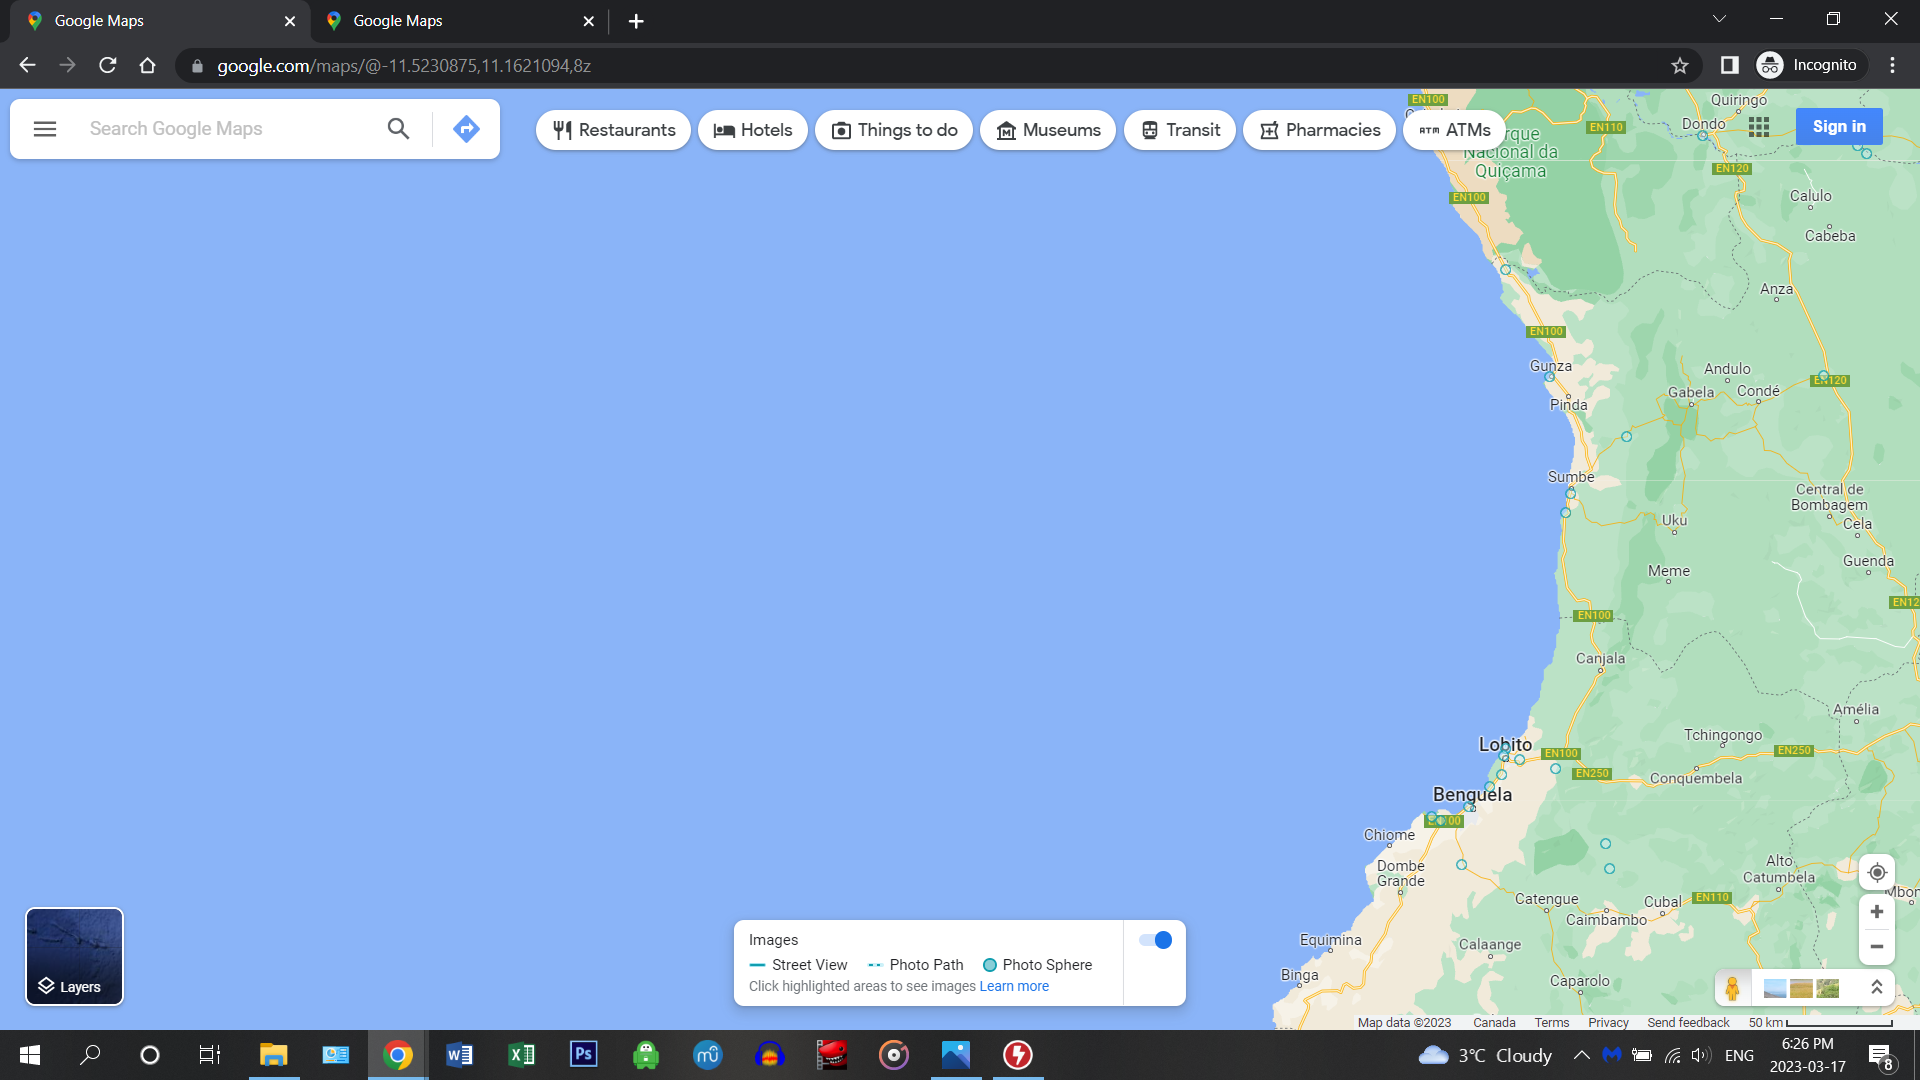 Google Maps
Google Maps
google.com/maps/@-11.5230875,11.1621094,8z
Incognito
Search Google Maps
Restaurants
Hotels
Things to do
Museums
Transit
Pharmacies
ATMs
Sign in
EN100
Quiringo
Dondo
EN110
Nacional da
Quiçama
EN120
EN100
Calulo
Cabeba
Anza
EN100
Gunza
Andulo
EN120
Gabela
Condé
Pinda
Sumbe
Central de
Bombagem
Uku
Cela
Guenda
Meme
EN12
EN100
Canjala
Amélia
Tchingongo
Lobito
EN100
EN250
EN250
Conquembela
Benguela
EN100
Chiome
Dombe
Grande
Alto
Catumbela
Catengue
Cubal
EN110
Caimbambo
Equimina
Calaange
Binga
Caparolo
Layers
Images
Street View
Photo Path
Photo Sphere
Click highlighted areas to see images Learn more
Map data ©2023
Canada
Terms
Privacy
Send feedback
50 km
3°C Cloudy
ENG
6:26 PM
2023-03-17
8